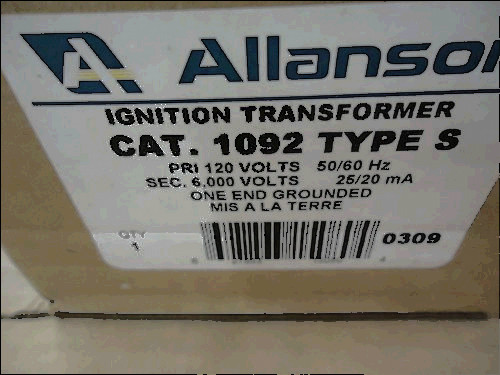 Allanson
IGNITION TRANSFORMER
CAT. 1092 TYPE S
PRI 120 VOLTS 50/60 Hz
SEC. 6,000 VOLTS 25/20 mA
ONE END GROUNDED
MIS A LA TERRE
QTY
1
0309